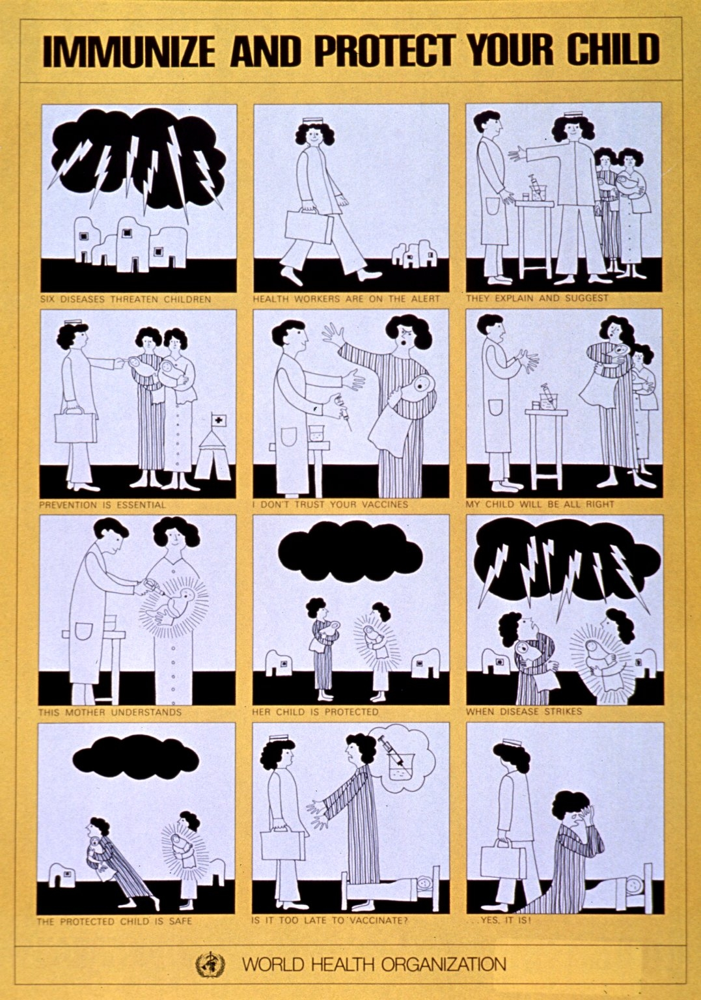 IMMUNIZE AND PROTECT YOUR CHILD
SIX DISEASES THREATEN CHILDREN
HEALTH WORKERS ARE ON THE ALERT
THEY EXPLAIN AND SUGGEST
PREVENTION IS ESSENTIAL
I DON'T TRUST YOUR VACCINES
MY CHILD WILL BE ALL RIGHT
THIS MOTHER UNDERSTANDS
HER CHILD IS PROTECTED
WHEN DISEASE STRIKES
THE PROTECTED CHILD IS SAFE
IS IT TOO LATE TO VACCINATE?
...YES, IT IS!
WORLD HEALTH ORGANIZATION